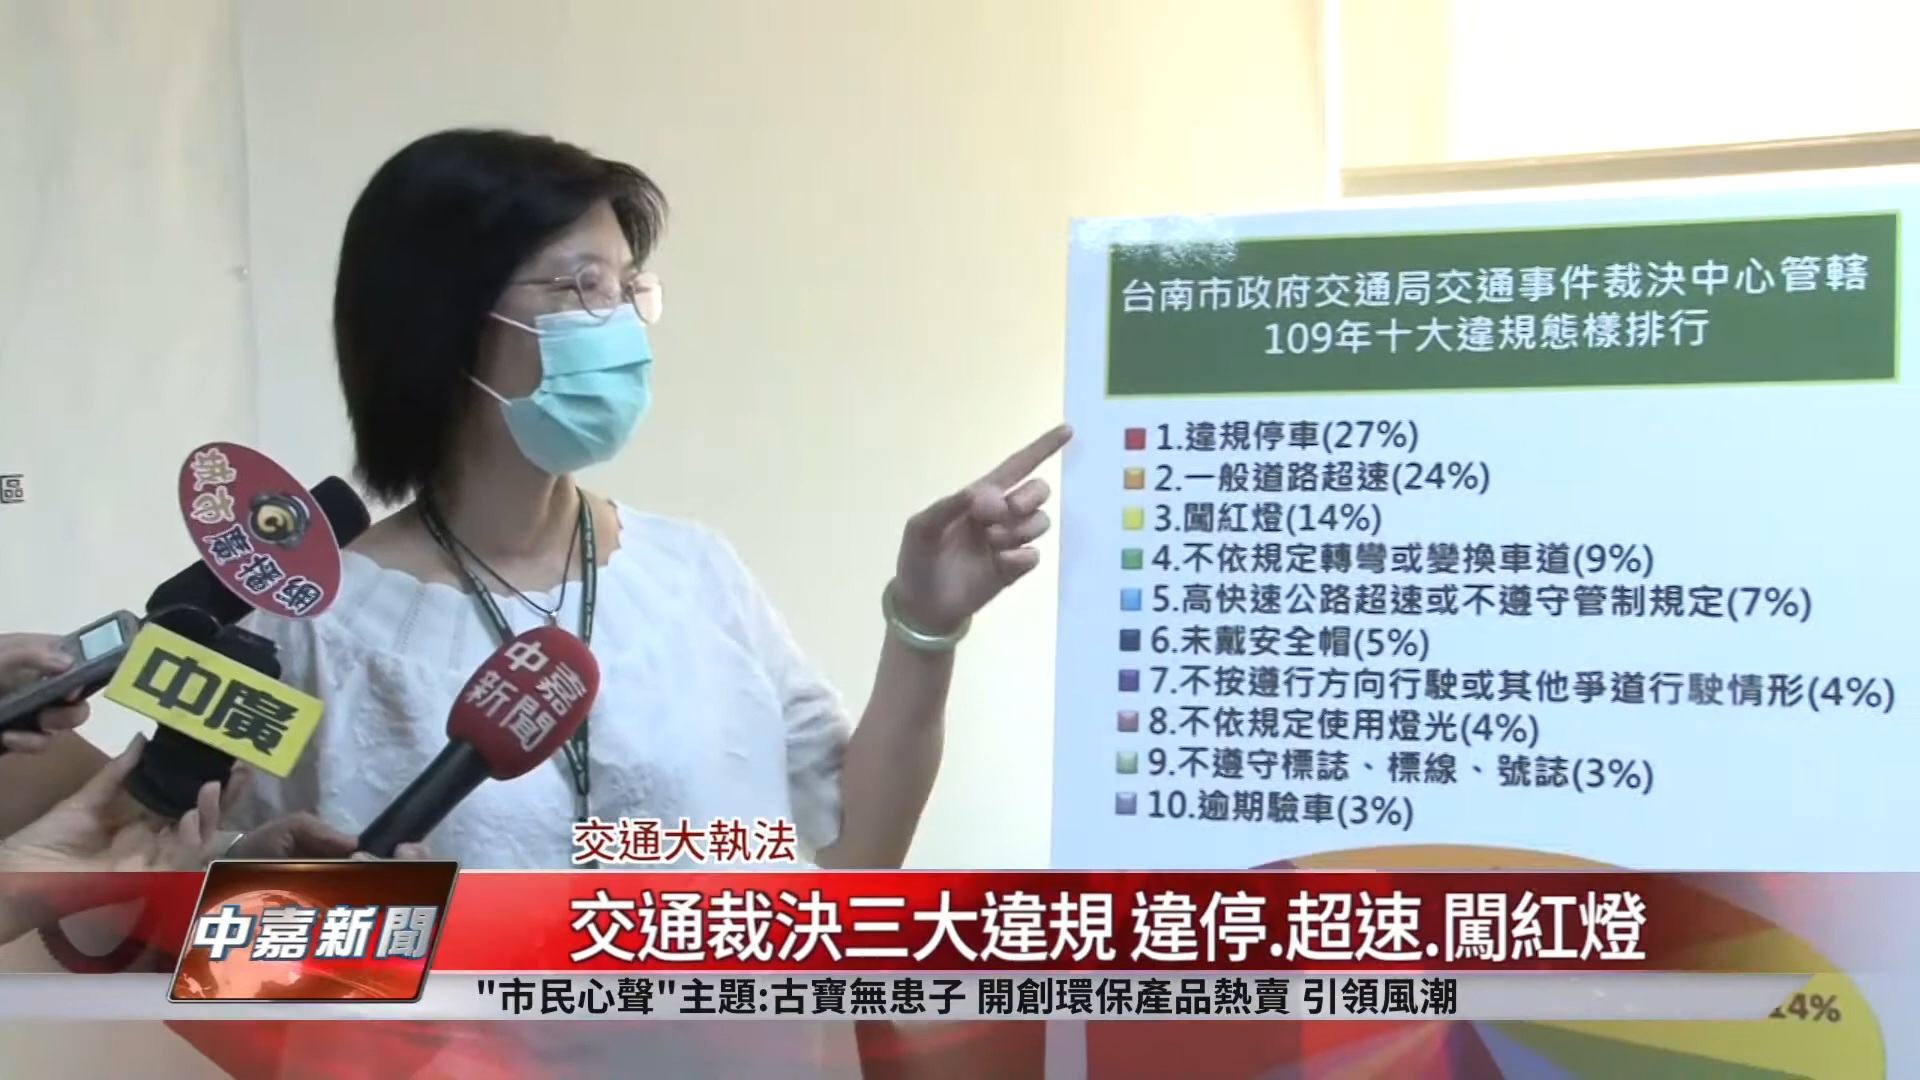 區
中廣
中嘉
新聞
台南市政府交通局交通事件裁決中心管轄
109年十大違規態樣排行
1.違規停車(27%)
2.一般道路超速(24%)
3.闖紅燈(14%)
4.不依規定轉彎或變換車道(9%)
5.高快速公路超速或不遵守管制規定(7%)
6.未戴安全帽(5%)
7.不按遵行方向行駛或其他爭道行駛情形(4%)
8.不依規定使用燈光(4%)
9.不遵守標誌、標線、號誌(3%)
10.逾期驗車(3%)
交通大執法
中嘉新聞
交通裁決三大違規 違停.超速.闖紅燈
"市民心聲"主題:古寶無患子 開創環保產品熱賣 引領風潮
14%